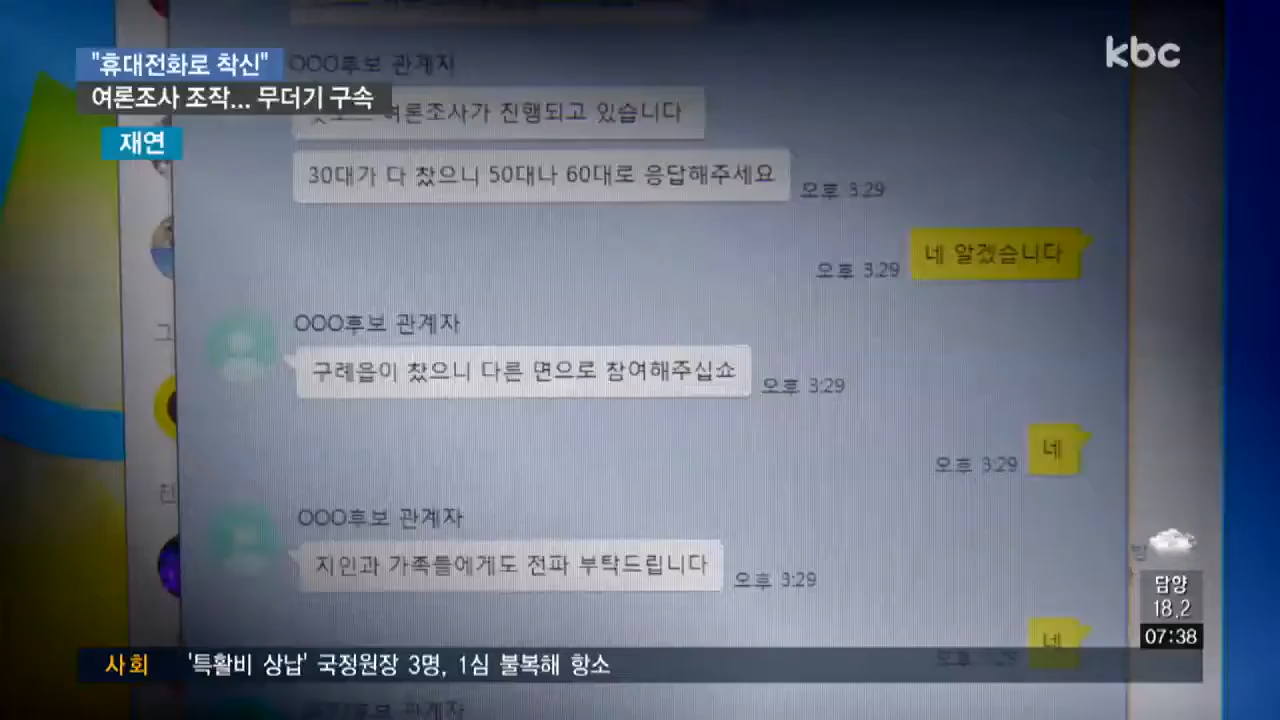 "휴대전화로 착신"
여론조사 조작... 무더기 구속
재연
kbc
OOO후보 관계자
여론조사가 진행되고 있습니다
30대가 다 찼으니 50대나 60대로 응답해주세요
오후 3:29
네 알겠습니다
오후 3:29
OOO후보 관계자
구례읍이 찼으니 다른 면으로 참여해주십쇼
오후 3:29
네
오후 3:29
OOO후보 관계자
지인과 가족들에게도 전파 부탁드립니다
오후 3:29
네
오후 3:29
담양
18.2
07:38
사회 '특활비 상납' 국정원장 3명, 1심 불복해 항소